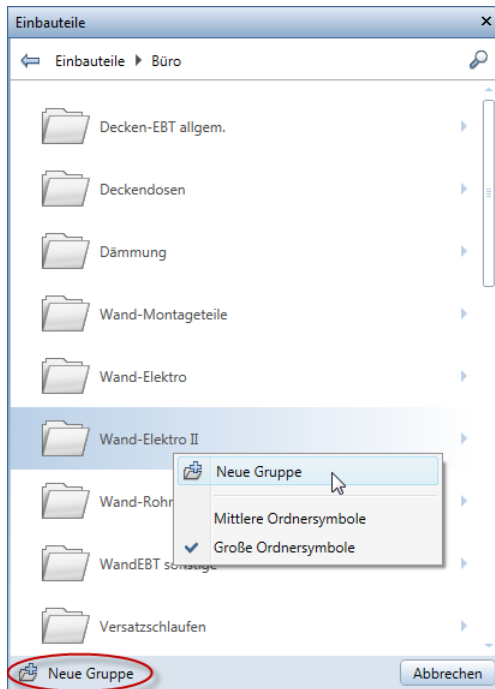 Einbauteile
Einbauteile Büro
Decken-EBT allgem.
Deckendosen
Dämmung
Wand-Montageteile
Wand-Elektro
Wand-Elektro II
Neue Gruppe
Wand-Rohr
Mittlere Ordnersymbole
Große Ordnersymbole
WandEBT sonstige
Versatzschlaufen
Neue Gruppe Abbrechen